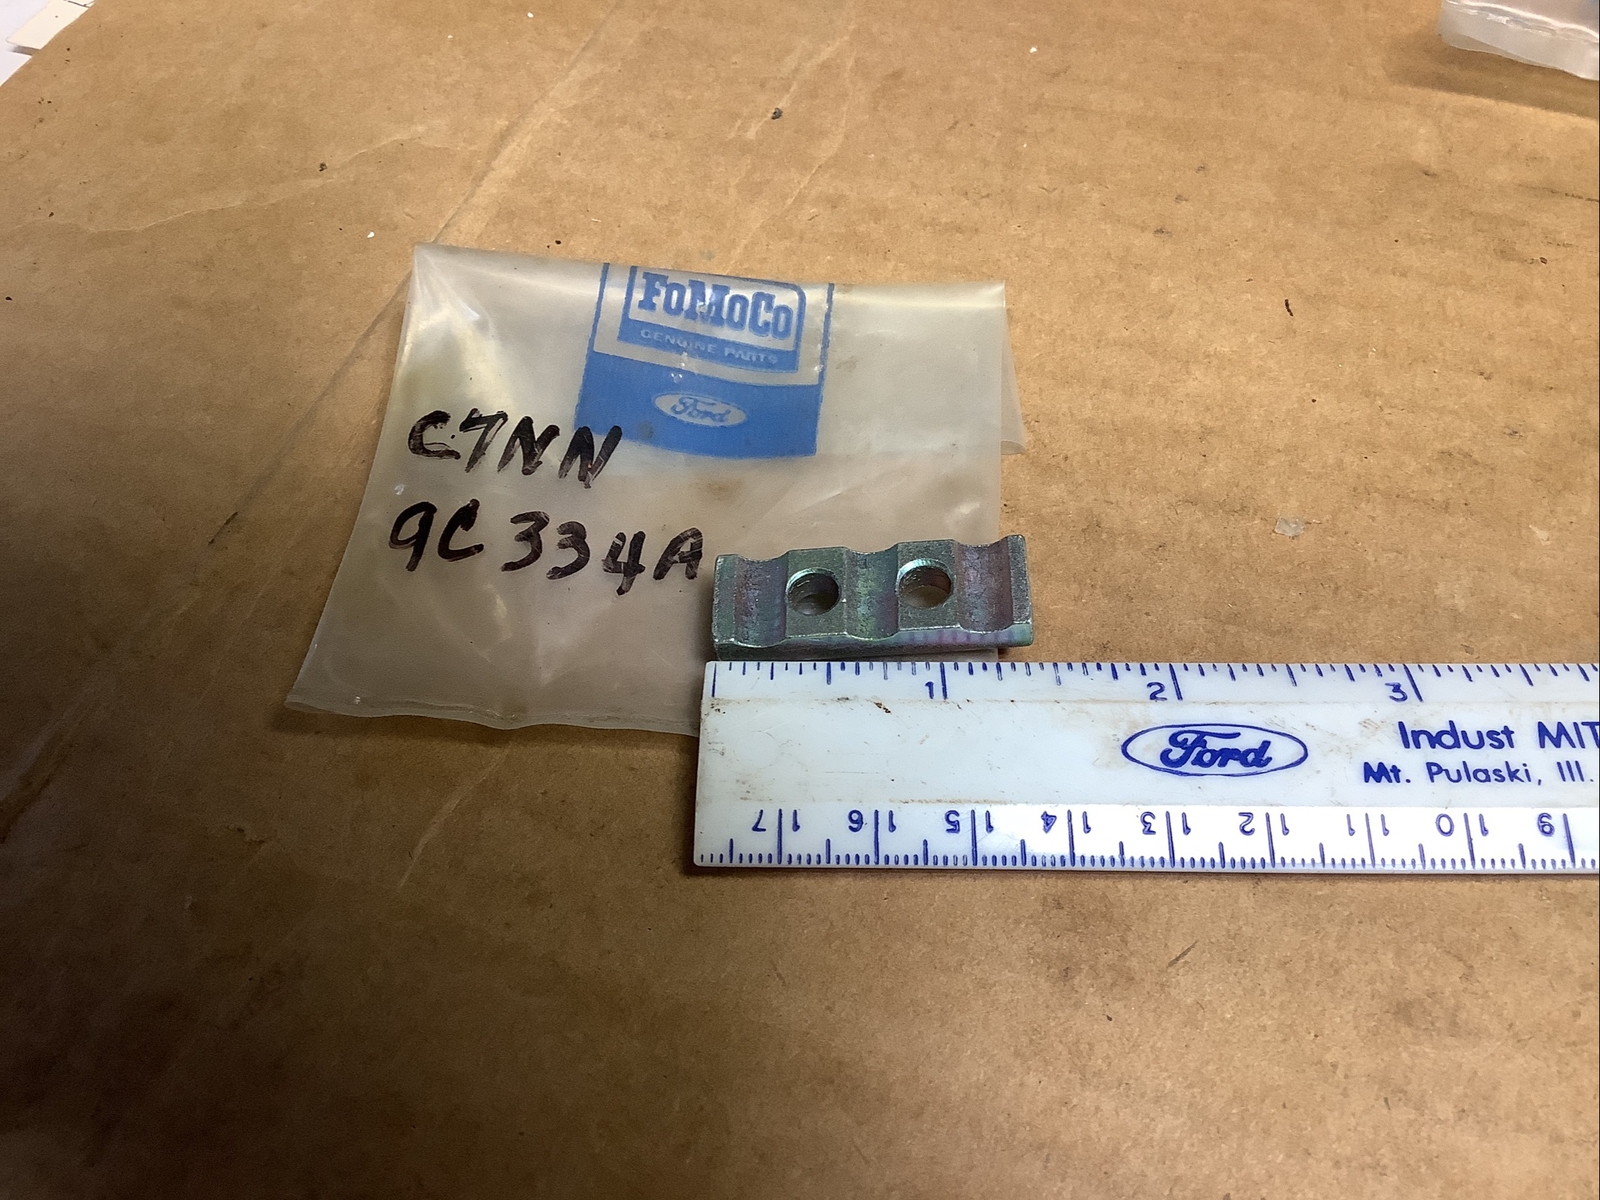 FoMoCo
GENUINE PARTS
Ford
C7NN
9C334A
1 2 3
Ford
Indust MIT
Mt. Pulaski, Ill.
17 16 15 14 13 12 11 10 9